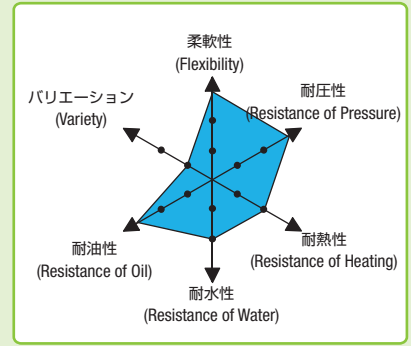 柔軟性
(Flexibility)
耐圧性
(Resistance of Pressure)
バリエーション
(Variety)
耐熱性
(Resistance of Heating)
耐油性
(Resistance of Oil)
耐水性
(Resistance of Water)